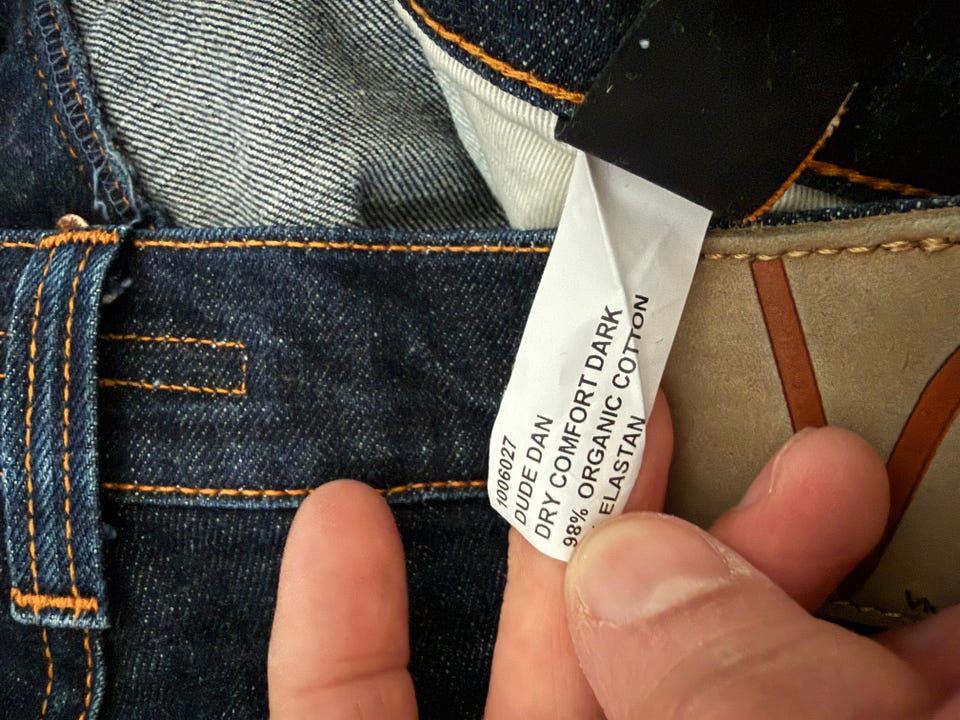 1006027
DUDE DAN
DRY COMFORT DARK
98% ORGANIC COTTON
ELASTAN